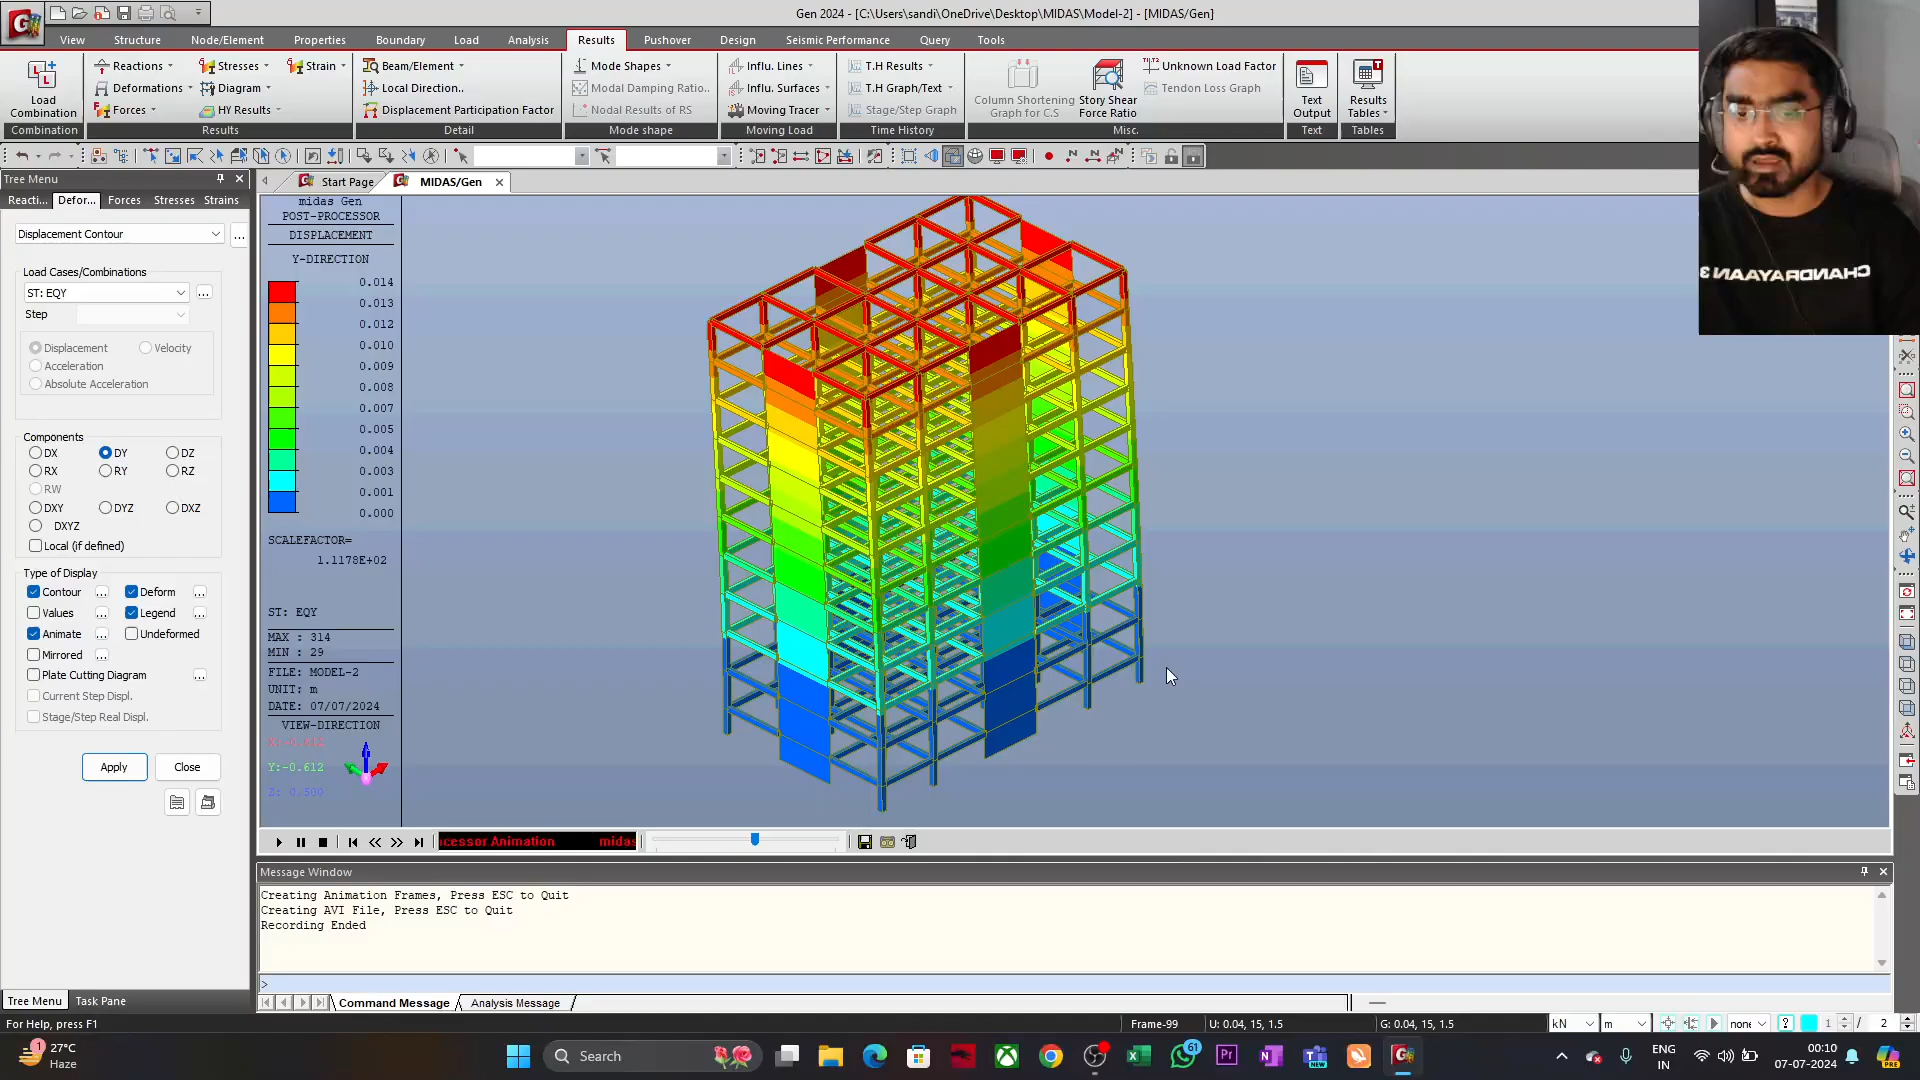 Gen 2024 - [C:\Users\sandi\OneDrive\Desktop\MIDAS\Model-2] - [MIDAS/Gen]
View Structure Node/Element Properties Boundary Load Analysis Results Pushover Design Seismic Performance Query Tools
Load Combination
Combination
Reactions
Deformations
Forces
Stresses
Diagram
HY Results
Strain
Results
Beam/Element
Local Direction..
Displacement Participation Factor
Detail
Mode Shapes
Modal Damping Ratio..
Nodal Results of RS
Mode shape
Influ. Lines
Influ. Surfaces
Moving Tracer
Moving Load
T.H Results
T.H Graph/Text
Stage/Step Graph
Time History
Column Shortening Graph for C.S
Story Shear Force Ratio
Unknown Load Factor
Tendon Loss Graph
Misc.
Text Output
Text
Results Tables
Tables
Tree Menu
Reacti... Defor... Forces Stresses Strains
Displacement Contour
Load Cases/Combinations
ST: EQY
Step
Displacement Velocity
Acceleration
Absolute Acceleration
Components
DX DY DZ
RX RY RZ
RW
DXY DYZ DXZ
DXYZ
Local (if defined)
Type of Display
Contour ... Deform ...
Values ... Legend ...
Animate ... Undeformed
Mirrored ...
Plate Cutting Diagram ...
Current Step Displ.
Stage/Step Real Displ.
Apply Close
Tree Menu Task Pane
Start Page MIDAS/Gen
midas Gen
POST-PROCESSOR
DISPLACEMENT
Y-DIRECTION
0.014
0.013
0.012
0.010
0.009
0.008
0.007
0.005
0.004
0.003
0.001
0.000
SCALEFACTOR=
1.1178E+02
ST: EQY
MAX : 314
MIN : 29
FILE: MODEL-2
UNIT: m
DATE: 07/07/2024
VIEW-DIRECTION
Y:-0.612
Z: 0.500
CHANDRAYAAN 3
ocessor Animation midas
Message Window
Creating Animation Frames, Press ESC to Quit
Creating AVI File, Press ESC to Quit
Recording Ended
>
Command Message Analysis Message
For Help, press F1
Frame-99 U: 0.04, 15, 1.5 G: 0.04, 15, 1.5 kN m none 1 / 2
1
27°C
Haze
Search
61
Pr
NEW
ENG
IN
00:10
07-07-2024
PRE